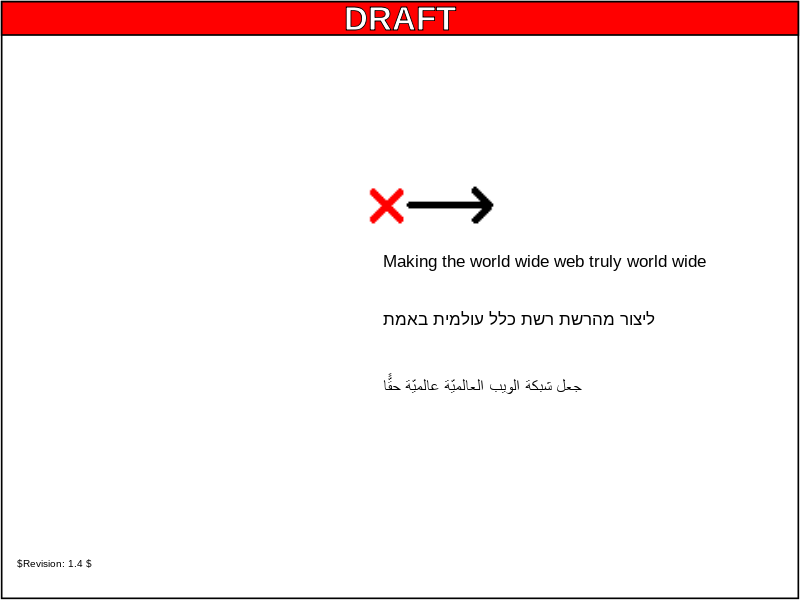 DRAFT
Making the world wide web truly world wide
ליצור מהרשת רשת כלל עולמית באמת
جعل شبكة الويب العالميّة عالميّة حقًّا
$Revision: 1.4 $